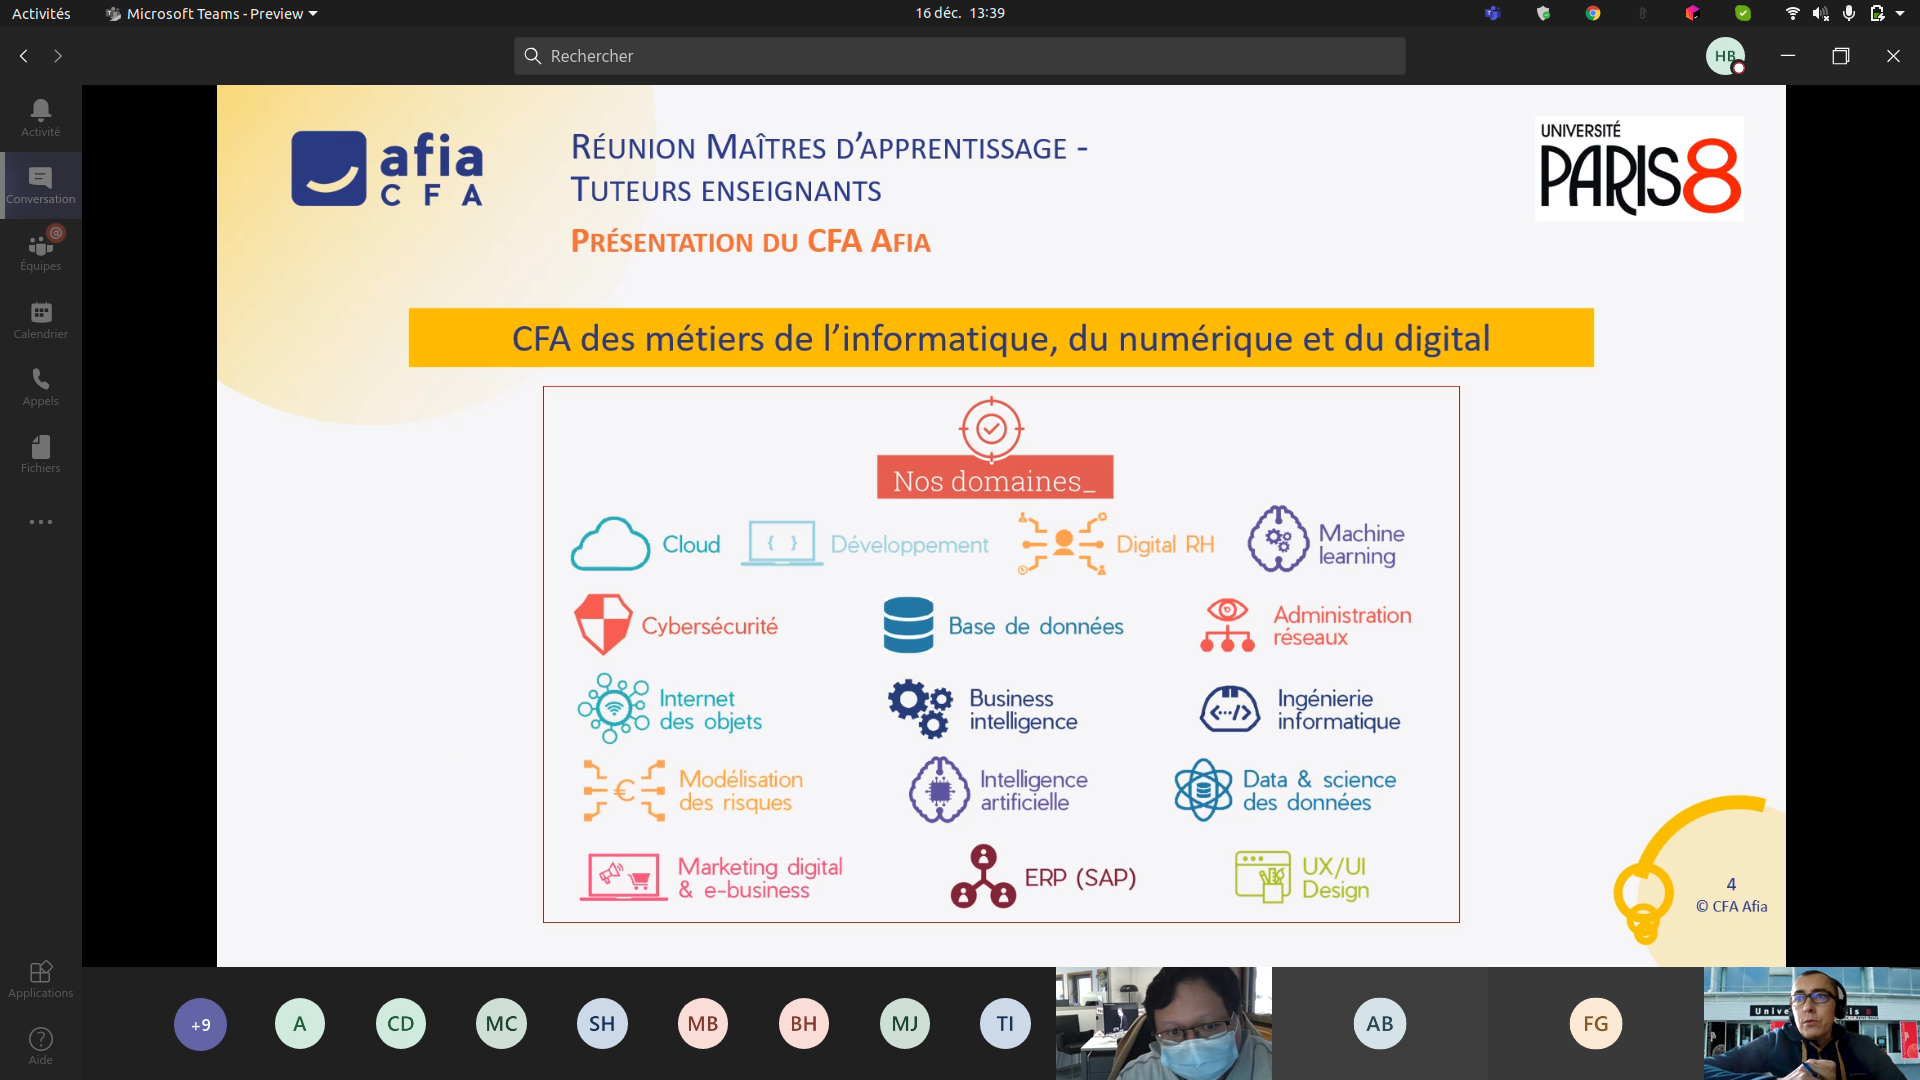 Activités
Microsoft Teams - Preview
16 déc. 13:39
Rechercher
HB
Activité
Conversation
Équipes
Calendrier
Appels
Fichiers
Applications
Aide
afia
CFA
RÉUNION MAÎTRES D’APPRENTISSAGE -
TUTEURS ENSEIGNANTS
PRÉSENTATION DU CFA AFIA
UNIVERSITÉ
PARIS8
CFA des métiers de l’informatique, du numérique et du digital
Nos domaines_
Cloud
{ }
Développement
Digital RH
Machine
learning
Cybersécurité
Base de données
Administration
réseaux
Internet
des objets
Business
intelligence
Ingénierie
informatique
€
Modélisation
des risques
Intelligence
artificielle
Data & science
des données
Marketing digital
& e-business
ERP (SAP)
UX/UI
Design
4
© CFA Afia
+9
A
CD
MC
SH
MB
BH
MJ
TI
AB
FG